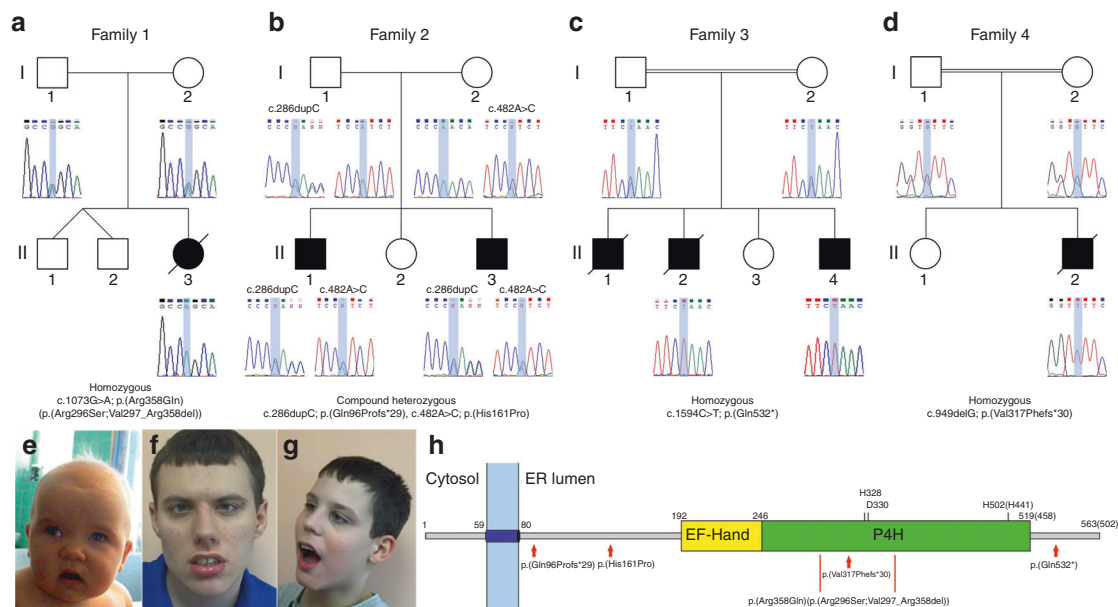 a
Family 1
b
Family 2
c
Family 3
d
Family 4
I
1
2
1
2
I
1
2
I
1
2
c.286dupC
c.482A>C
G C C G G C A
G C C G G C A
C C C N A N N
T C C A T C T
C C C A A C A
T C C N T C T
T T C T A A C
T T C T A A C
G G T G T T C
G G T G T T C
II
1
2
3
1
2
3
II
1
2
3
4
II
1
2
c.286dupC
c.482A>C
c.286dupC
c.482A>C
G C C A G C A
T C C N T C T
T C C N T C T
T T C T A A C
T T C T A A C
G G T T T T C
Homozygous
c.1073G>A; p.(Arg358Gln)
(p.(Arg296Ser;Val297_Arg358del))
Compound heterozygous
c.286dupC; p.(Gln96Profs*29), c.482A>C; p.(His161Pro)
Homozygous
c.1594C>T; p.(Gln532*)
Homozygous
c.949delG; p.(Val317Phefs*30)
e
f
g
h
Cytosol
ER lumen
H328
D330
H502(H441)
1
59
80
192
246
519(458)
563(502)
EF-Hand
P4H
p.(Gln96Profs*29)
p.(His161Pro)
p.(Val317Phefs*30)
p.(Gln532*)
p.(Arg358Gln)(p.(Arg296Ser;Val297_Arg358del))